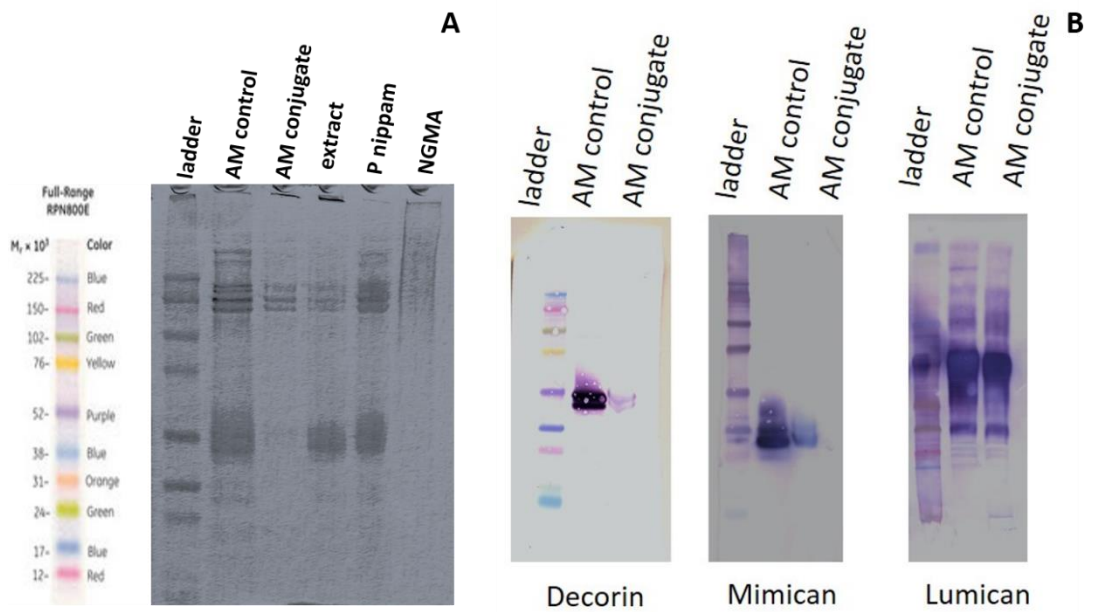 A
ladder
AM control
AM conjugate
extract
P nippam
NGMA
Full-Range
RPN800E
Mr × 10³ Color
225- Blue
150- Red
102- Green
76- Yellow
52- Purple
38- Blue
31- Orange
24- Green
17- Blue
12- Red
B
ladder
AM control
AM conjugate
Decorin
ladder
AM control
AM conjugate
Mimican
ladder
AM control
AM conjugate
Lumican